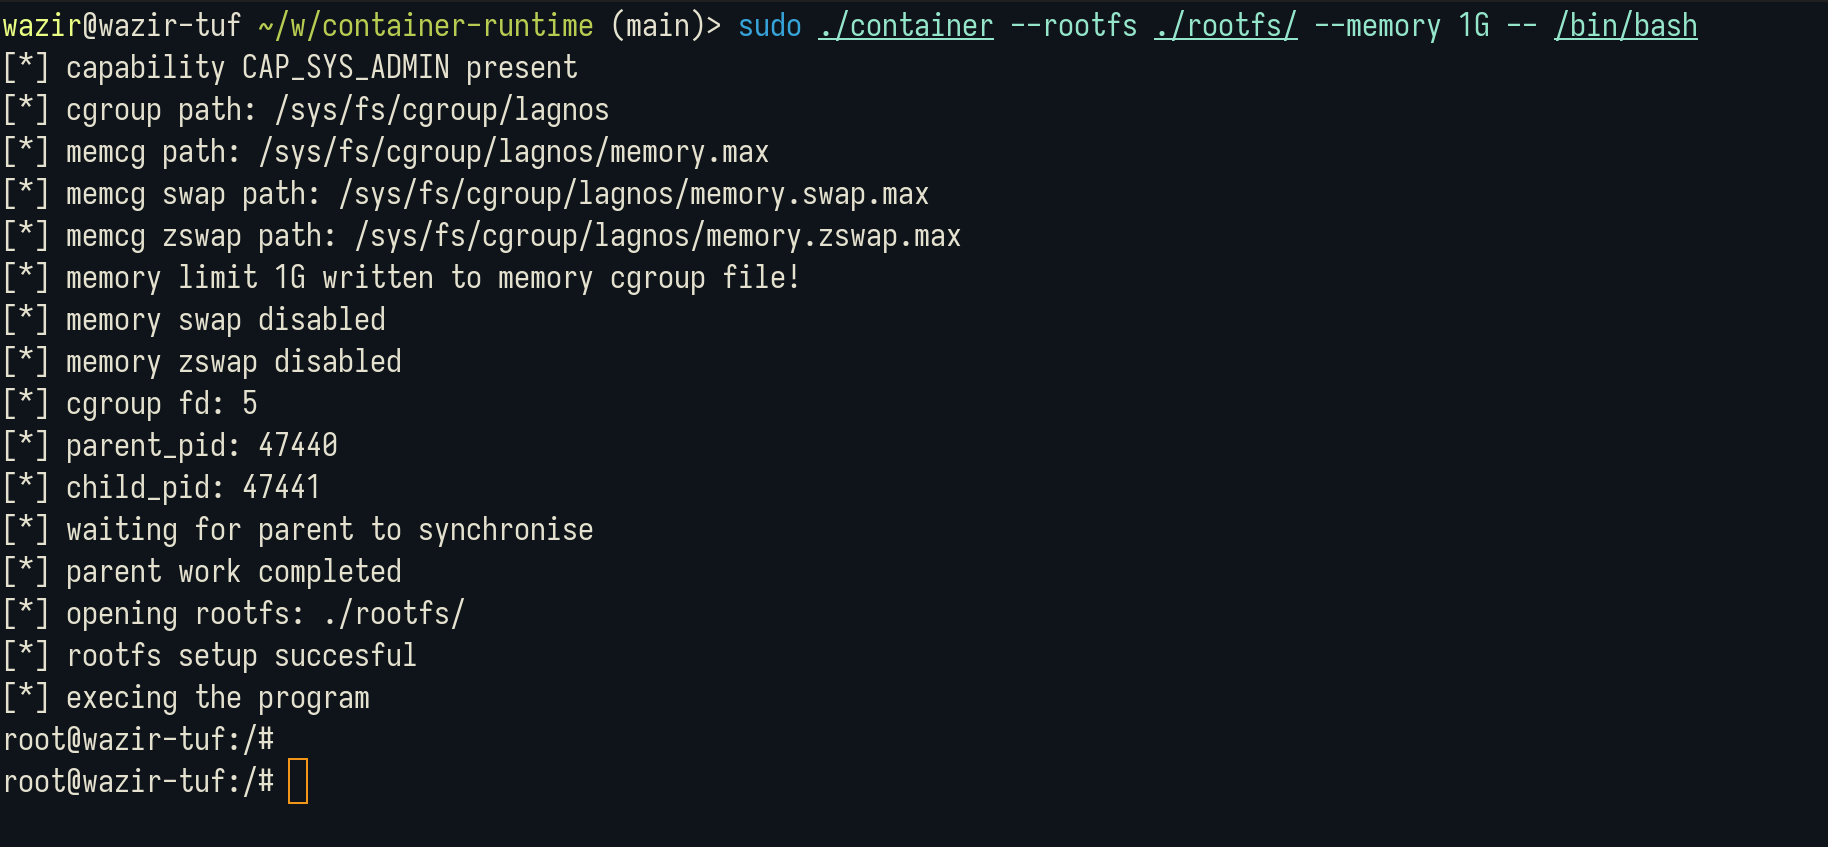 wazir@wazir-tuf ~/w/container-runtime (main)> sudo ./container --rootfs ./rootfs/ --memory 1G -- /bin/bash
[*] capability CAP_SYS_ADMIN present
[*] cgroup path: /sys/fs/cgroup/lagnos
[*] memcg path: /sys/fs/cgroup/lagnos/memory.max
[*] memcg swap path: /sys/fs/cgroup/lagnos/memory.swap.max
[*] memcg zswap path: /sys/fs/cgroup/lagnos/memory.zswap.max
[*] memory limit 1G written to memory cgroup file!
[*] memory swap disabled
[*] memory zswap disabled
[*] cgroup fd: 5
[*] parent_pid: 47440
[*] child_pid: 47441
[*] waiting for parent to synchronise
[*] parent work completed
[*] opening rootfs: ./rootfs/
[*] rootfs setup succesful
[*] execing the program
root@wazir-tuf:/#
root@wazir-tuf:/#